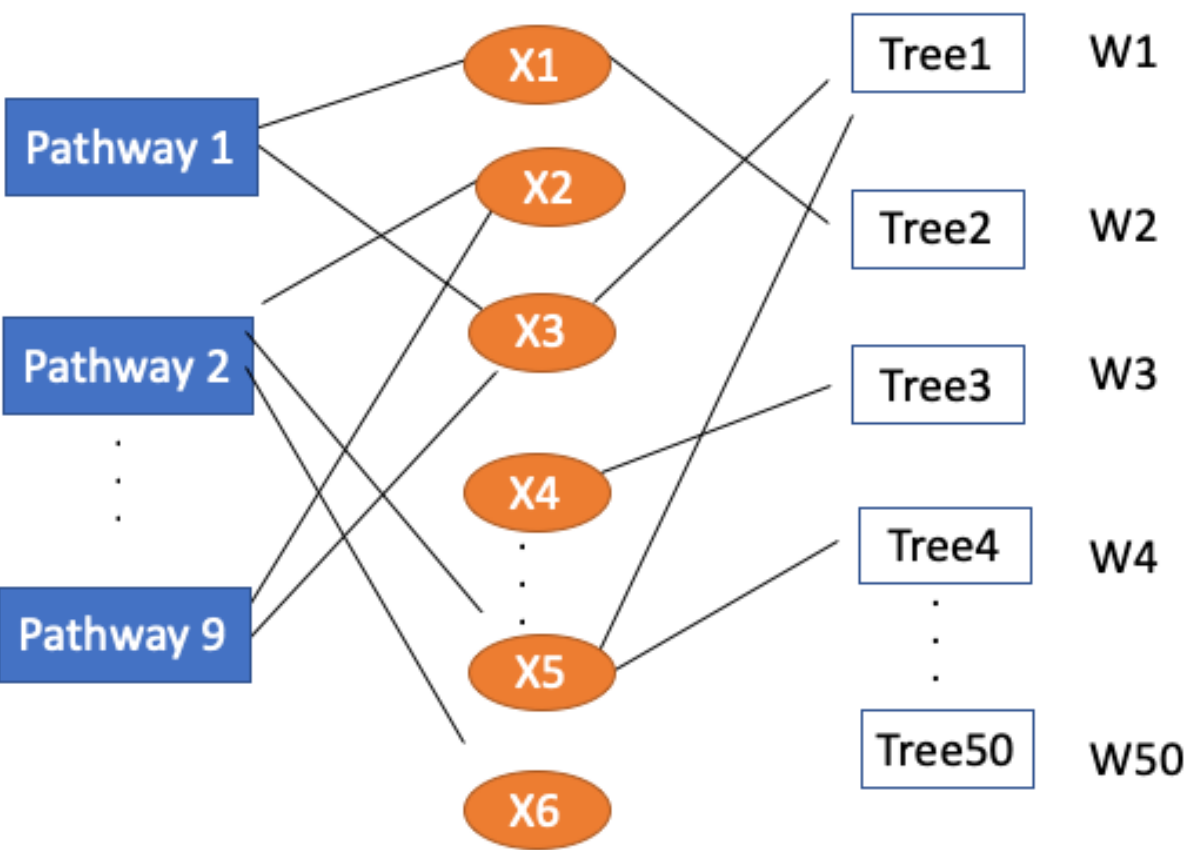 Pathway 1
Pathway 2
Pathway 9
X1
X2
X3
X4
X5
X6
Tree1 W1
Tree2 W2
Tree3 W3
Tree4 W4
Tree50 W50